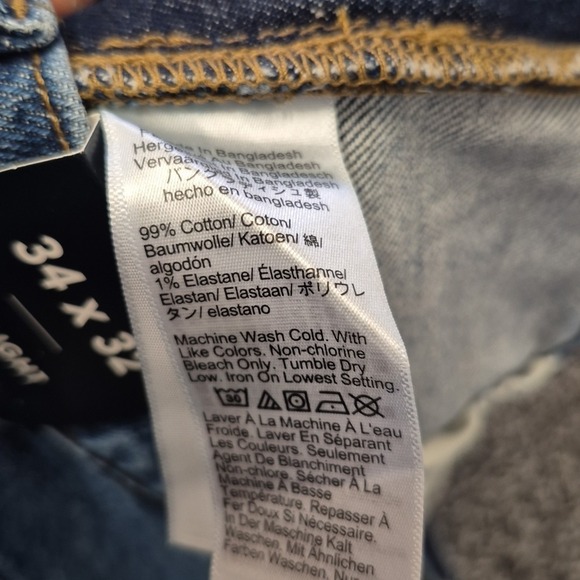 Hergestellt In Bangladesh
Au Bangladesh
In Bangladesh
バングラディシュ製
hecho en bangladesh
99% Cotton/ Coton/
Baumwolle/ Katoen/ 綿/
algodón
1% Elastane/ Élasthanne/
Elastan/ Elastaan/ ポリウレ
タン/ elastano
Machine Wash Cold. With
Like Colors. Non-chlorine
Bleach Only. Tumble Dry
Low. Iron On Lowest Setting.
30
Laver À La Machine À L'eau
Froide. Laver En Séparant
Les Couleurs. Seulement
Agent De Blanchiment
Non-chlore. Sécher À La
Machine À Basse
Température. Repasser À
Fer Doux Si Nécessaire.
In Der Maschine Kalt
Waschen. Mit Ähnlichen
Farben Waschen.
34 X 32